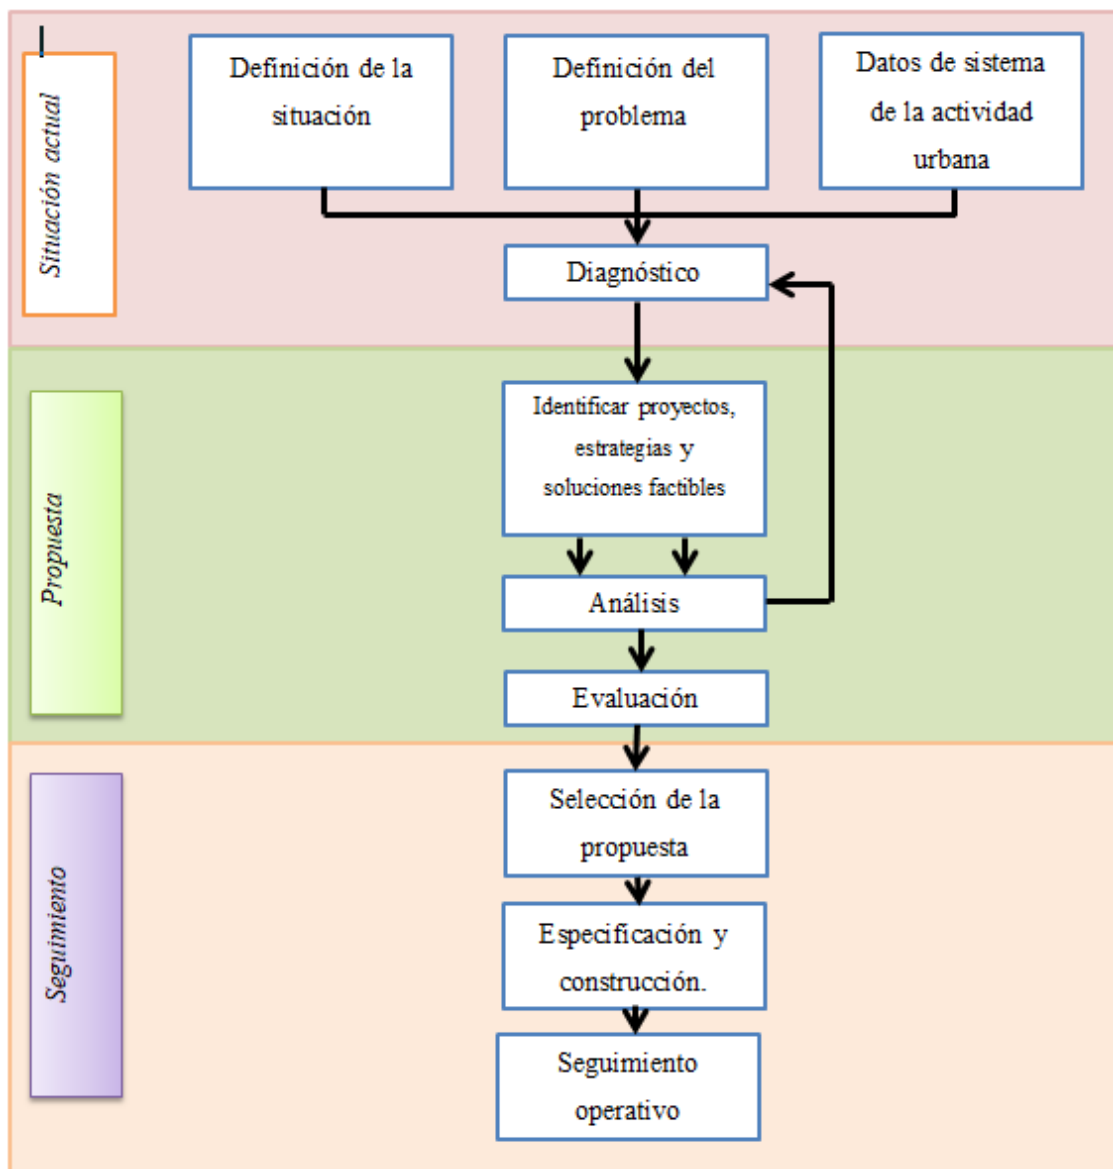 Situación actual
Definición de la
situación
Definición del
problema
Datos de sistema
de la actividad
urbana
Diagnóstico
Propuesta
Identificar proyectos,
estrategias y
soluciones factibles
Análisis
Evaluación
Seguimiento
Selección de la
propuesta
Especificación y
construcción.
Seguimiento
operativo